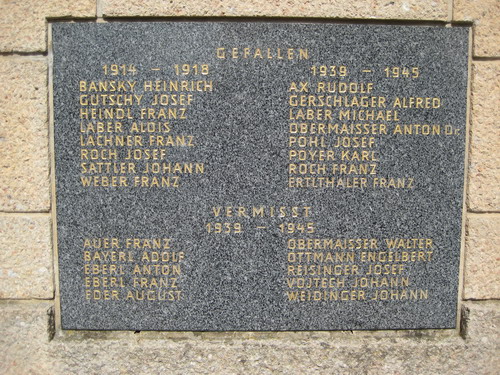 GEFALLEN
1914 - 1918
BANSKY HEINRICH
GUTSCHY JOSEF
HEINDL FRANZ
LABER ALOIS
LACHNER FRANZ
ROCH JOSEF
SATTLER JOHANN
WEBER FRANZ
1939 - 1945
AX RUDOLF
GERSCHLAGER ALFRED
LABER MICHAEL
OBERMAISSER ANTON Dr.
POHL JOSEF
POYER KARL
ROCH FRANZ
ERTLTHALER FRANZ
VERMISST
1939 - 1945
AUER FRANZ
BAYERL ADOLF
EBERL ANTON
EBERL FRANZ
EDER AUGUST
OBERMAISSER WALTER
OTTMANN ENGELBERT
REISINGER JOSEF
VOJTECH JOHANN
WEIDINGER JOHANN